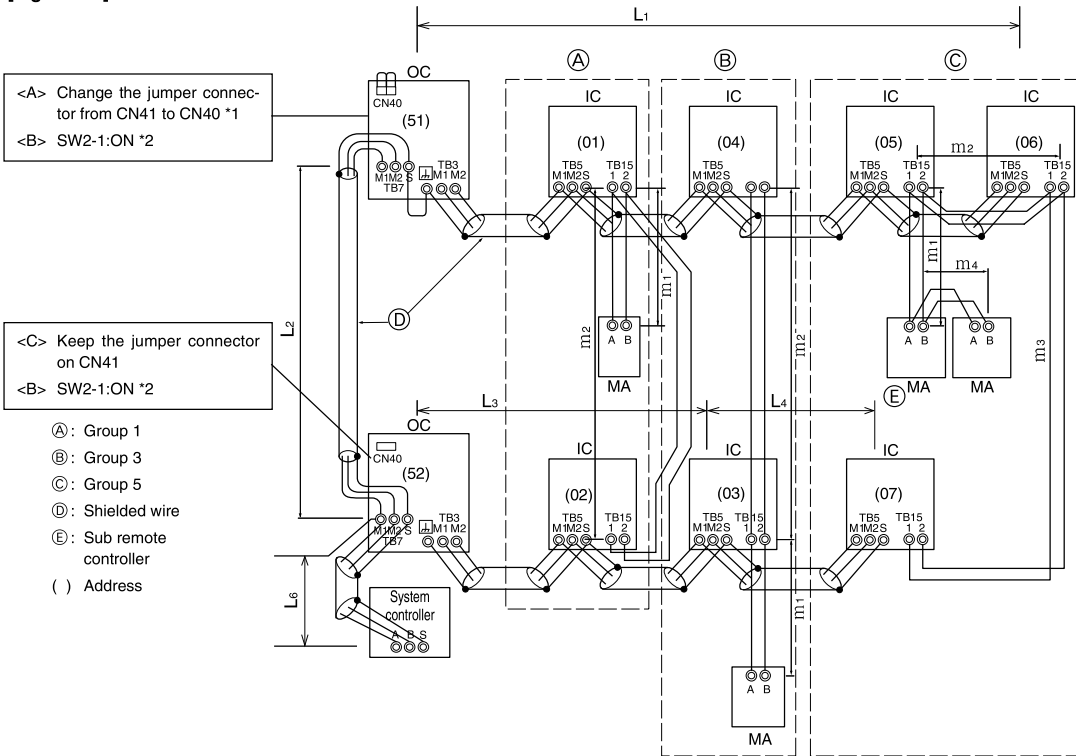 L1
Ⓐ
Ⓑ
Ⓒ
<A> Change the jumper connec-
tor from CN41 to CN40 *1
<B> SW2-1:ON *2
OC
CN40
(51)
M1M2 S
TB7
TB3
M1M2
IC
(01)
TB5
M1M2S
TB15
1 2
IC
(04)
TB5
M1M2S
IC
(05)
TB5
M1M2S
TB15
1 2
IC
(06)
TB5
M1M2S
TB15
1 2
m2
m1
m4
m1
m2
m2
m3
L2
Ⓓ
A B
MA
A B
MA
A B
MA
Ⓔ
<C> Keep the jumper connector
on CN41
<B> SW2-1:ON *2
L3
L4
OC
CN40
(52)
M1M2 S
TB7
TB3
M1M2
IC
(02)
TB5
M1M2S
TB15
1 2
IC
(03)
TB5
M1M2S
TB15
1 2
IC
(07)
TB5
M1M2S
TB15
1 2
Ⓐ: Group 1
Ⓑ: Group 3
Ⓒ: Group 5
Ⓓ: Shielded wire
Ⓔ: Sub remote
controller
( ) Address
L6
System
controller
A B S
m1
A B
MA